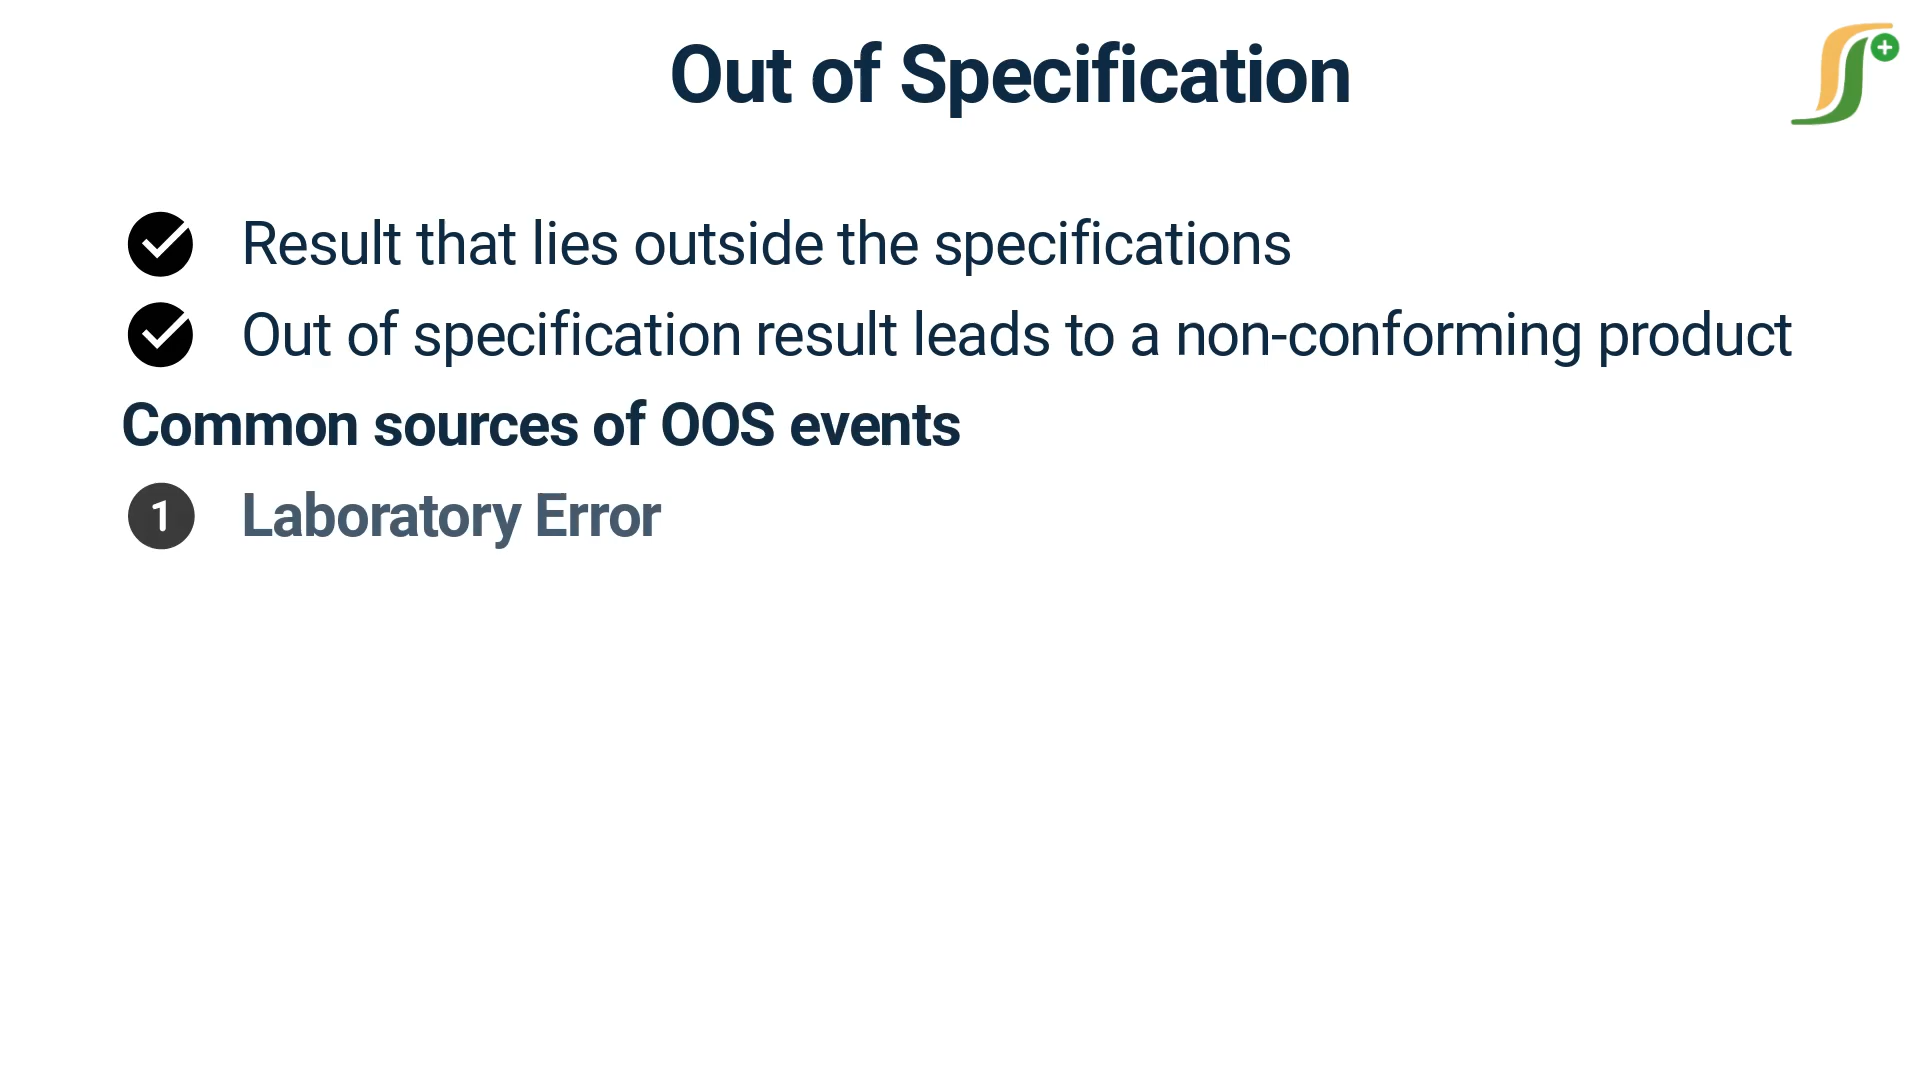 Out of Specification
Result that lies outside the specifications
Out of specification result leads to a non-conforming product
Common sources of OOS events
1 Laboratory Error